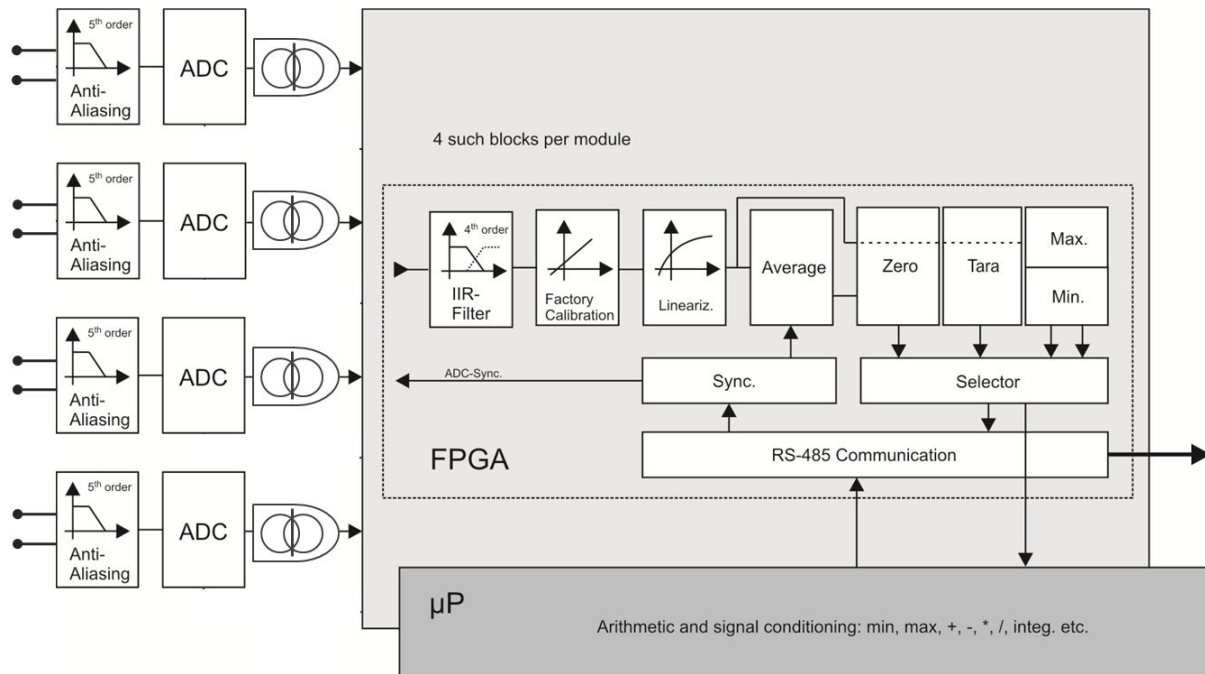 5th order
Anti-
Aliasing
ADC
5th order
Anti-
Aliasing
ADC
5th order
Anti-
Aliasing
ADC
5th order
Anti-
Aliasing
ADC
4 such blocks per module
4th order
IIR-
Filter
Factory
Calibration
Lineariz.
Average
Zero
Tara
Max.
Min.
ADC-Sync.
Sync.
Selector
FPGA
RS-485 Communication
µP
Arithmetic and signal conditioning: min, max, +, -, *, /, integ. etc.